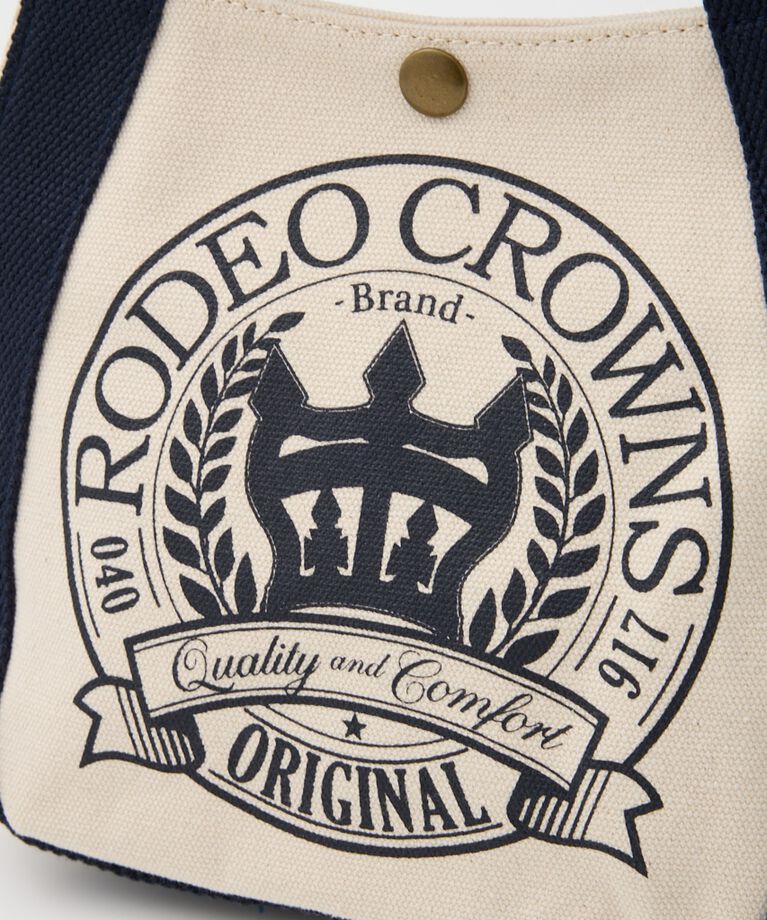 RODEO CROWNS
-Brand-
040
917
Quality and Comfort
ORIGINAL